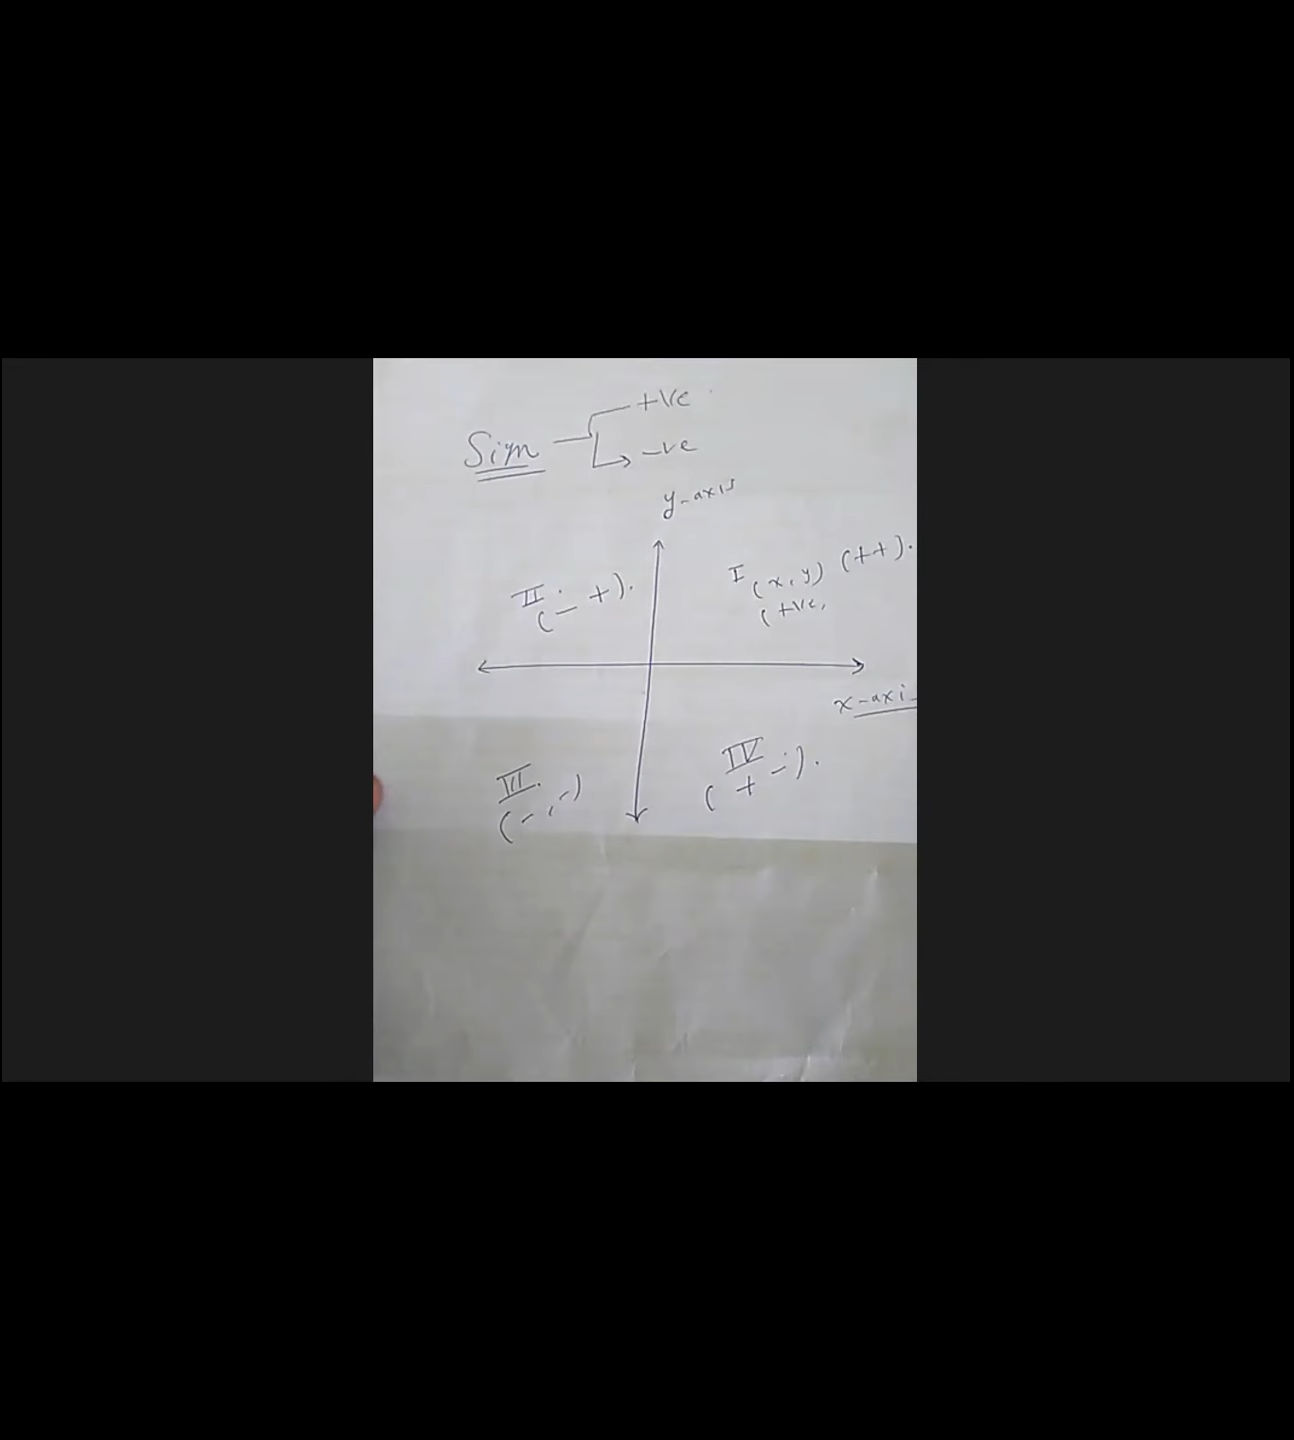 +ve
Sign
-ve
y-axis
I (x, y) (++).
II (- +).
(+ve,
x-axi
IV
III
(+ -).
(-,-)